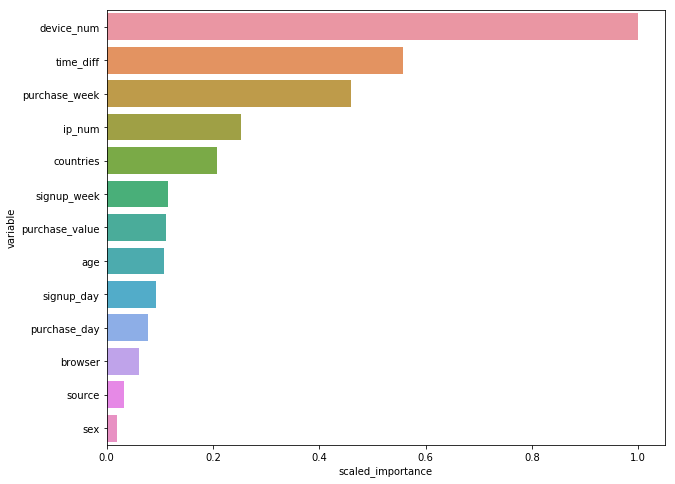 device_num
time_diff
purchase_week
ip_num
countries
signup_week
purchase_value
age
signup_day
purchase_day
browser
source
sex
variable
0.0 0.2 0.4 0.6 0.8 1.0
scaled_importance